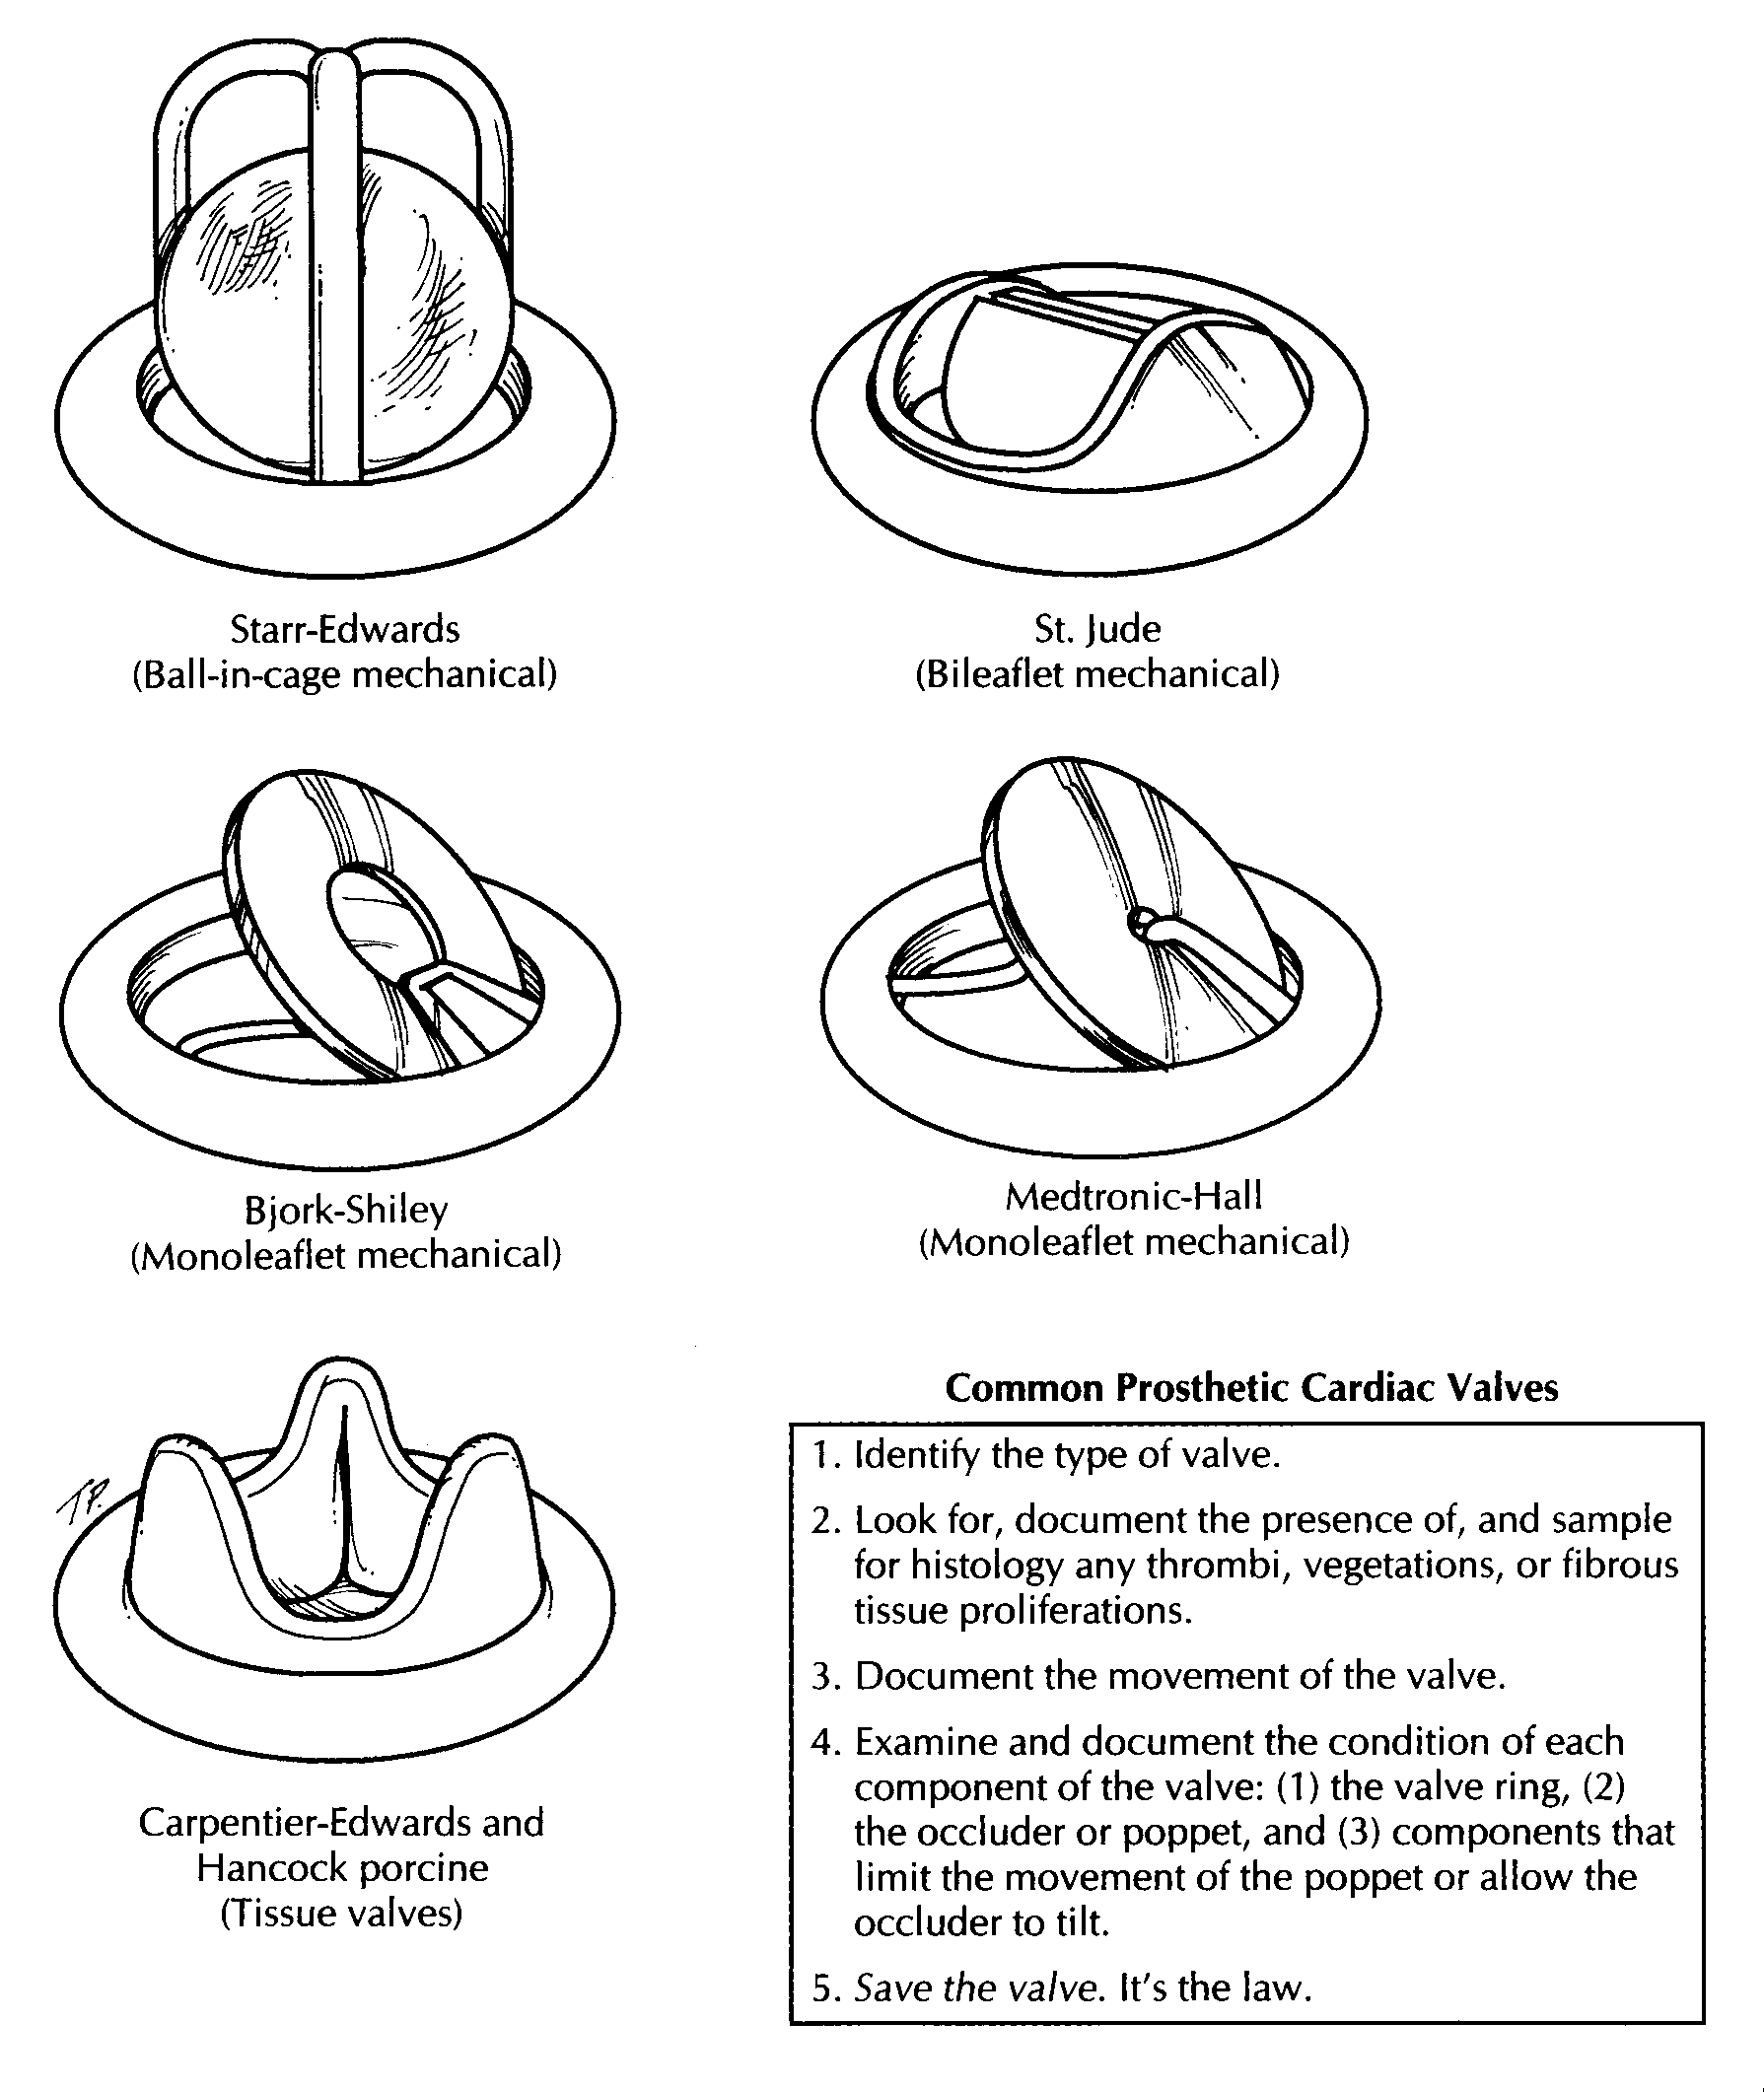 Starr-Edwards
(Ball-in-cage mechanical)
St. Jude
(Bileaflet mechanical)
Bjork-Shiley
(Monoleaflet mechanical)
Medtronic-Hall
(Monoleaflet mechanical)
T.P.
Carpentier-Edwards and
Hancock porcine
(Tissue valves)
Common Prosthetic Cardiac Valves
1. Identify the type of valve.
2. Look for, document the presence of, and sample
for histology any thrombi, vegetations, or fibrous
tissue proliferations.
3. Document the movement of the valve.
4. Examine and document the condition of each
component of the valve: (1) the valve ring, (2)
the occluder or poppet, and (3) components that
limit the movement of the poppet or allow the
occluder to tilt.
5. Save the valve. It's the law.